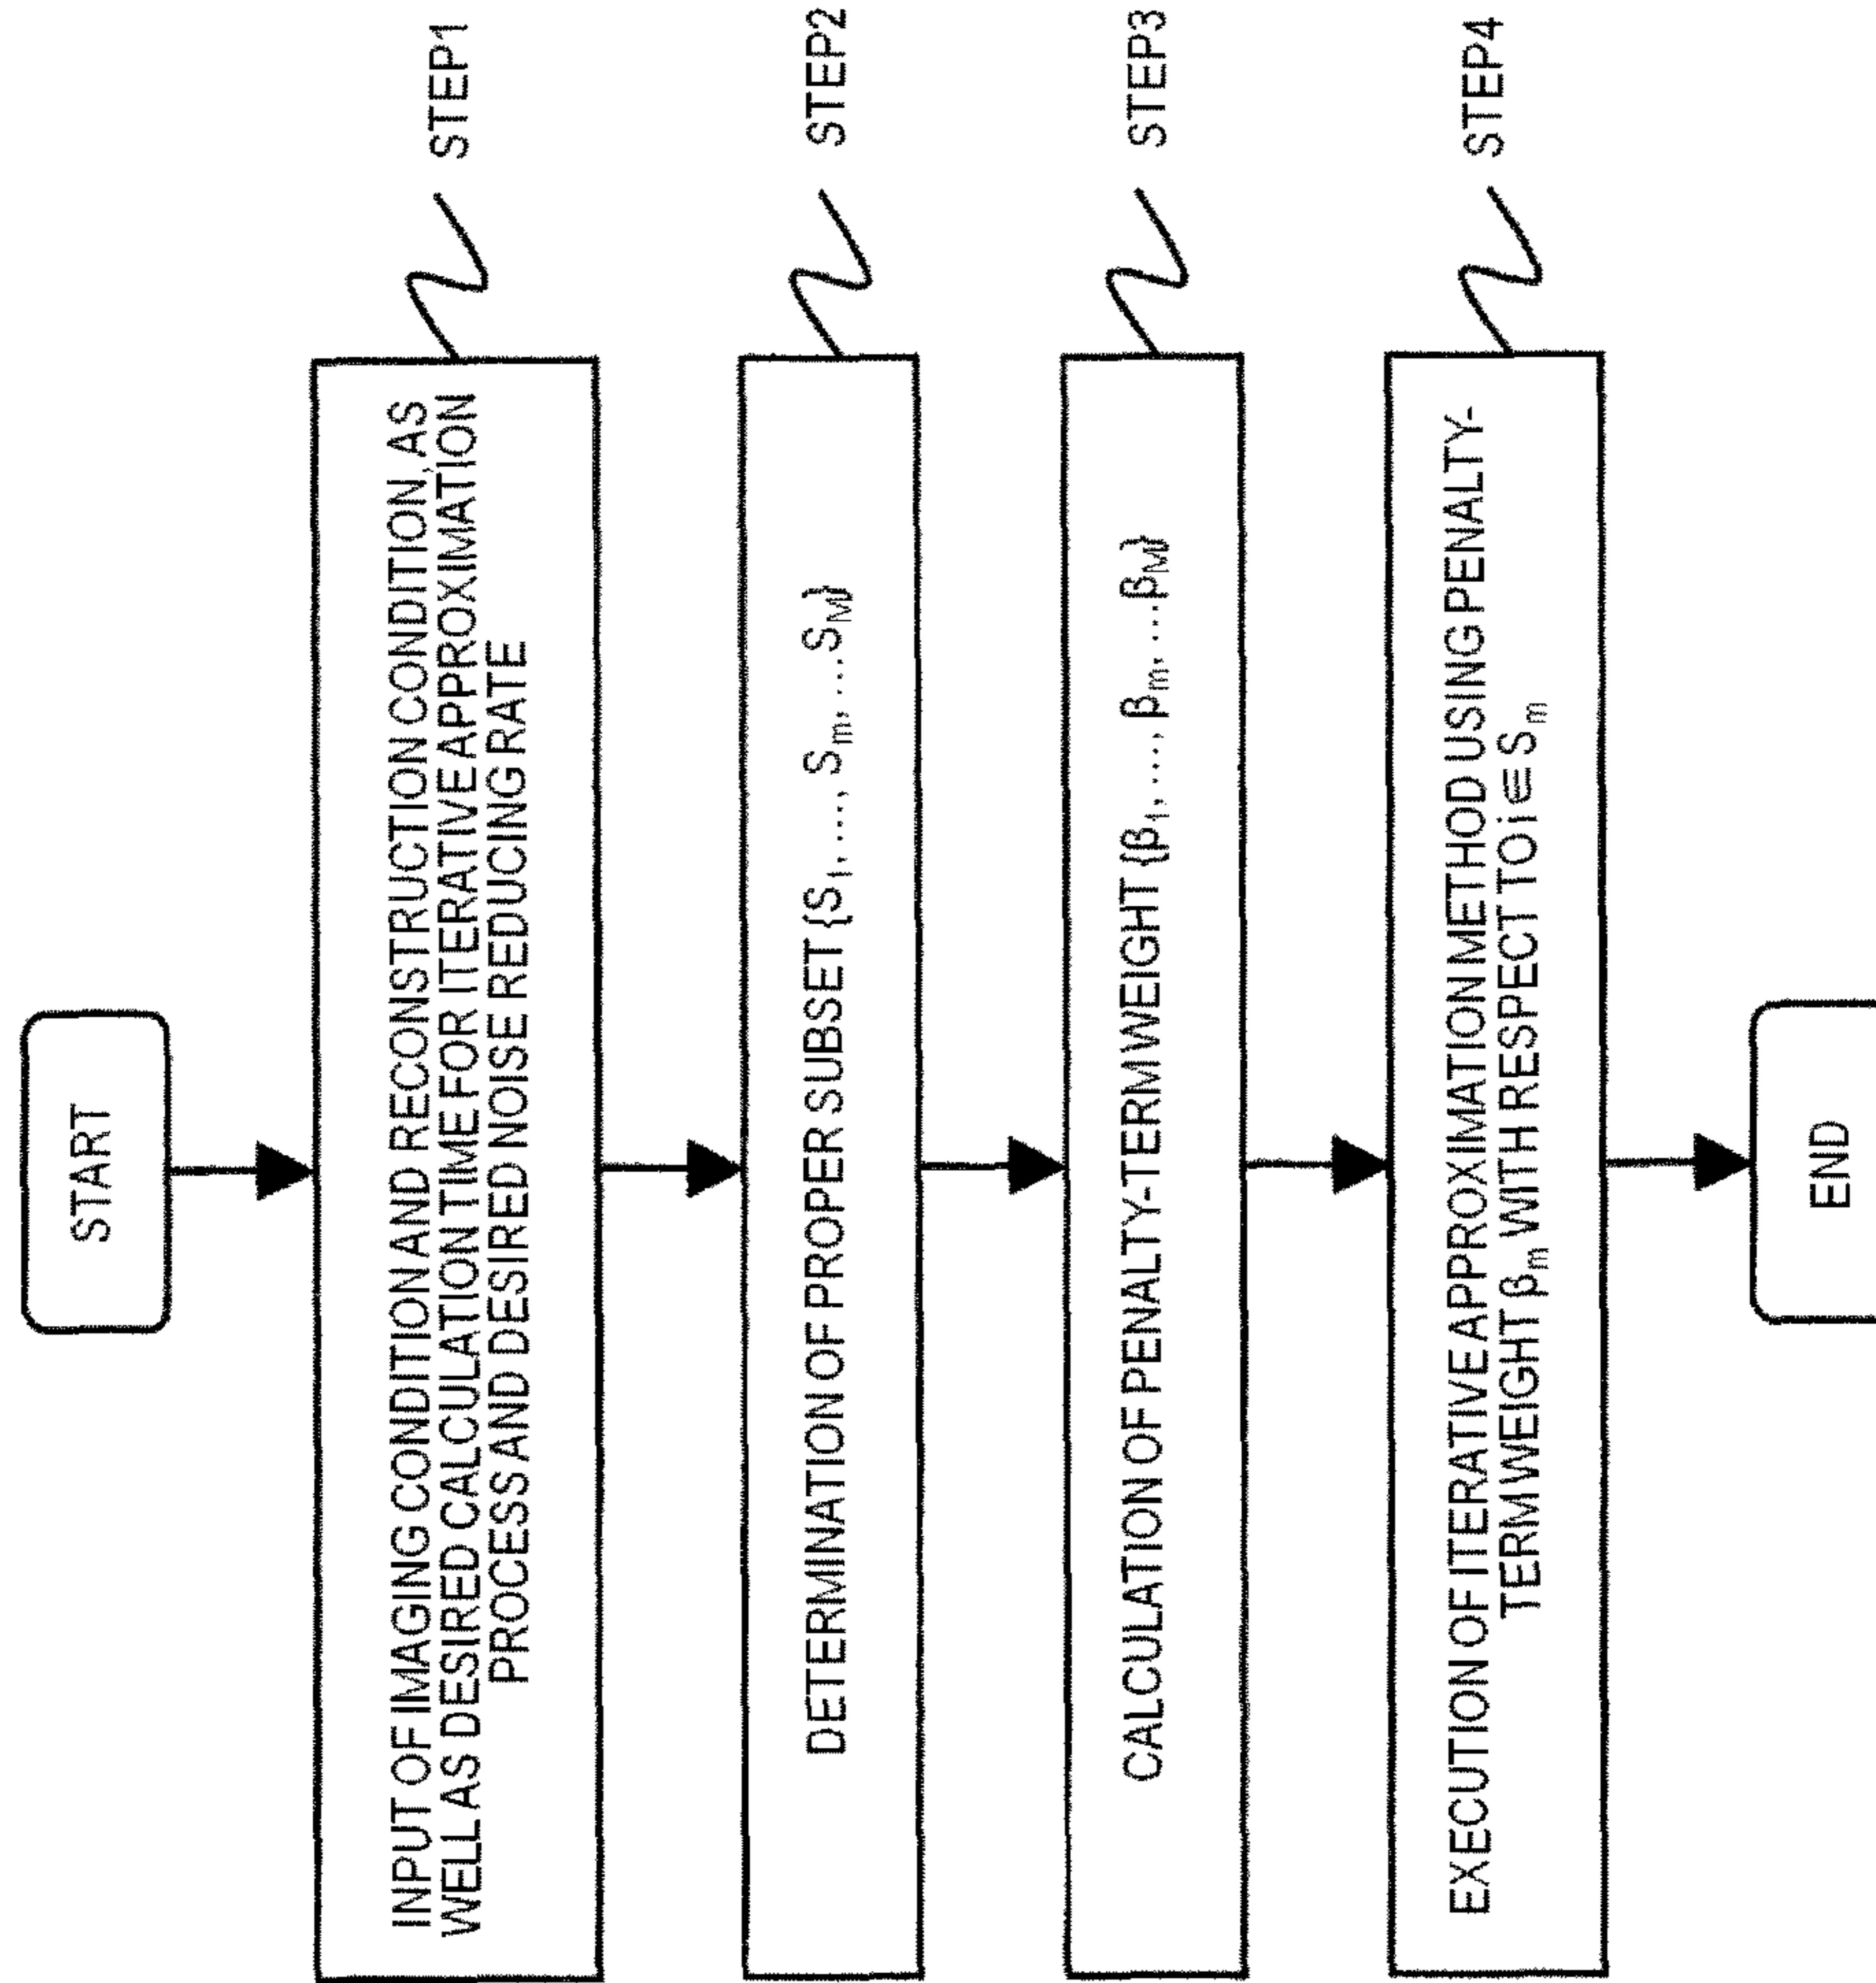 START
INPUT OF IMAGING CONDITION AND RECONSTRUCTION CONDITION, AS
WELL AS DESIRED CALCULATION TIME FOR ITERATIVE APPROXIMATION
PROCESS AND DESIRED NOISE REDUCING RATE
STEP1
DETERMINATION OF PROPER SUBSET {S₁,..., Sₘ,...S_M}
STEP2
CALCULATION OF PENALTY-TERM WEIGHT {β₁,..., βₘ,...β_M}
STEP3
EXECUTION OF ITERATIVE APPROXIMATION METHOD USING PENALTY-
TERM WEIGHT βₘ WITH RESPECT TO i∈Sₘ
STEP4
END